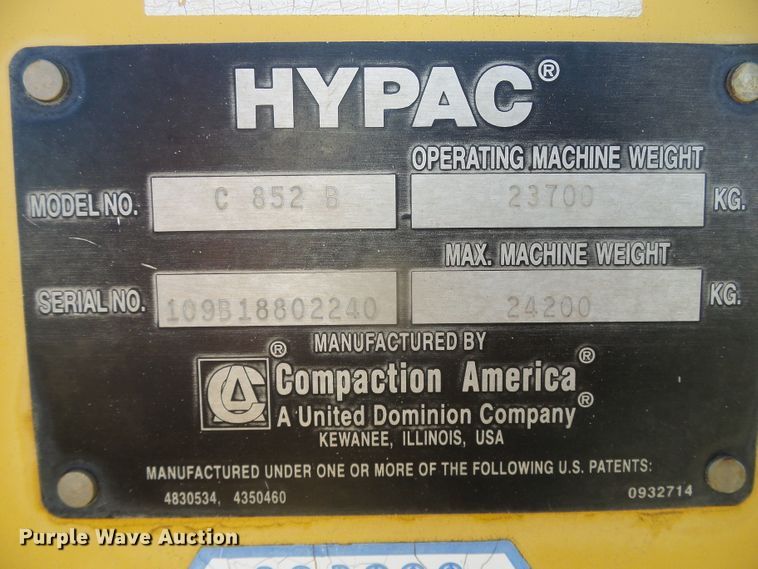 HYPAC®
OPERATING MACHINE WEIGHT
MODEL NO. C 852 B 23700 KG.
MAX. MACHINE WEIGHT
SERIAL NO. 109B18802240 24200 KG.
MANUFACTURED BY
CA® Compaction America®
A United Dominion Company®
KEWANEE, ILLINOIS, USA
MANUFACTURED UNDER ONE OR MORE OF THE FOLLOWING U.S. PATENTS:
4830534, 4350460 0932714
Purple Wave Auction